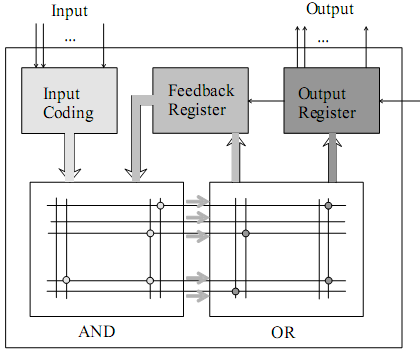 Input
Output
...
...
Input
Coding
Feedback
Register
Output
Register
AND
OR